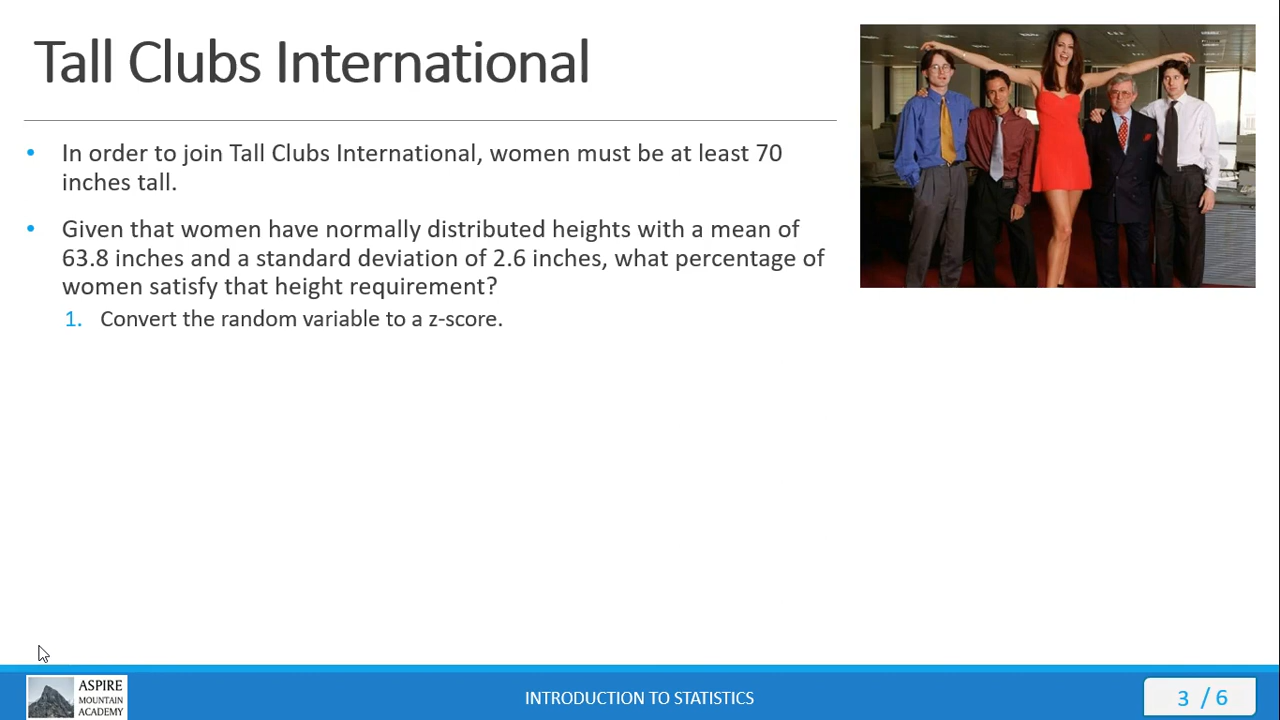 Tall Clubs International
• In order to join Tall Clubs International, women must be at least 70
inches tall.
• Given that women have normally distributed heights with a mean of
63.8 inches and a standard deviation of 2.6 inches, what percentage of
women satisfy that height requirement?
1. Convert the random variable to a z-score.
ASPIRE
MOUNTAIN
ACADEMY
INTRODUCTION TO STATISTICS
3 / 6